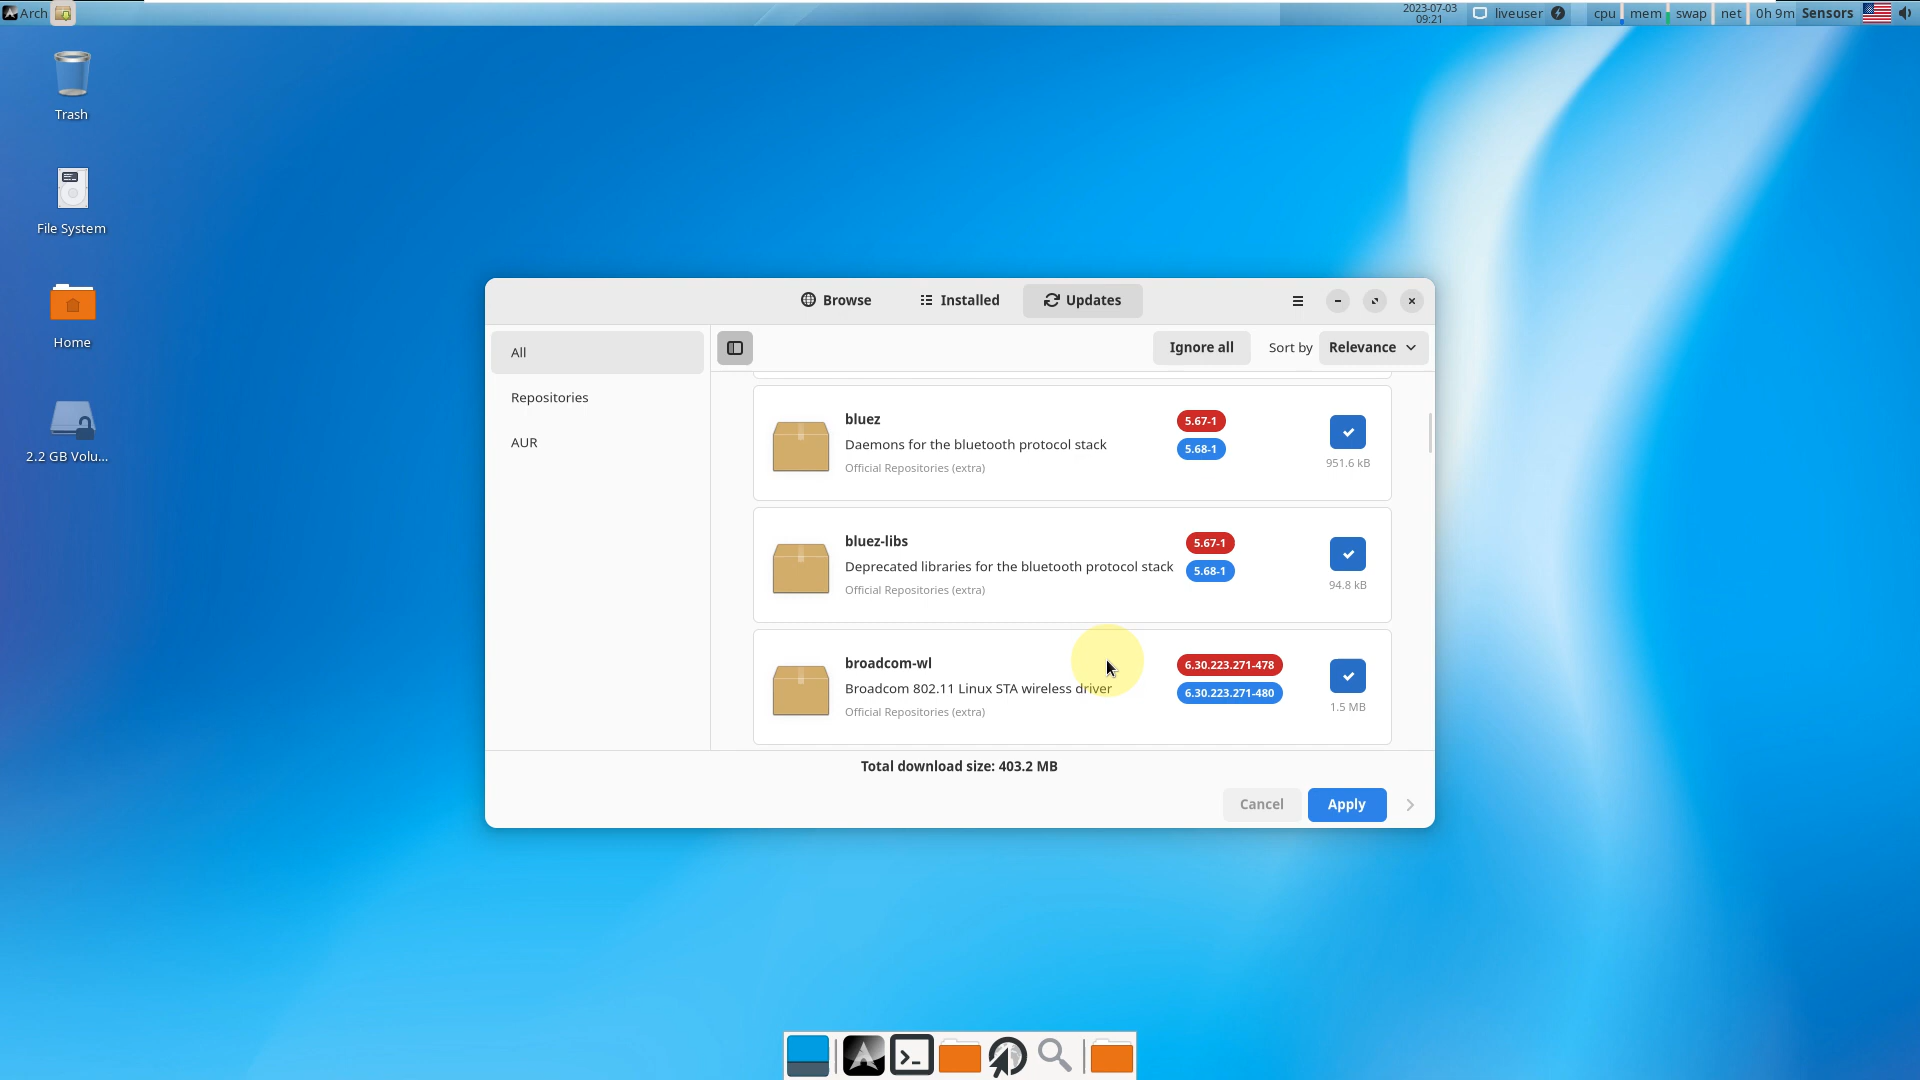 Arch
2023-07-03
09:21
liveuser
cpu
mem
swap
net
0h 9m
Sensors
Trash
File System
Home
2.2 GB Volu...
Browse
Installed
Updates
All
Repositories
AUR
Ignore all
Sort by
Relevance
bluez
Daemons for the bluetooth protocol stack
Official Repositories (extra)
5.67-1
5.68-1
951.6 kB
bluez-libs
Deprecated libraries for the bluetooth protocol stack
Official Repositories (extra)
5.67-1
5.68-1
94.8 kB
broadcom-wl
Broadcom 802.11 Linux STA wireless driver
Official Repositories (extra)
6.30.223.271-478
6.30.223.271-480
1.5 MB
Total download size: 403.2 MB
Cancel
Apply